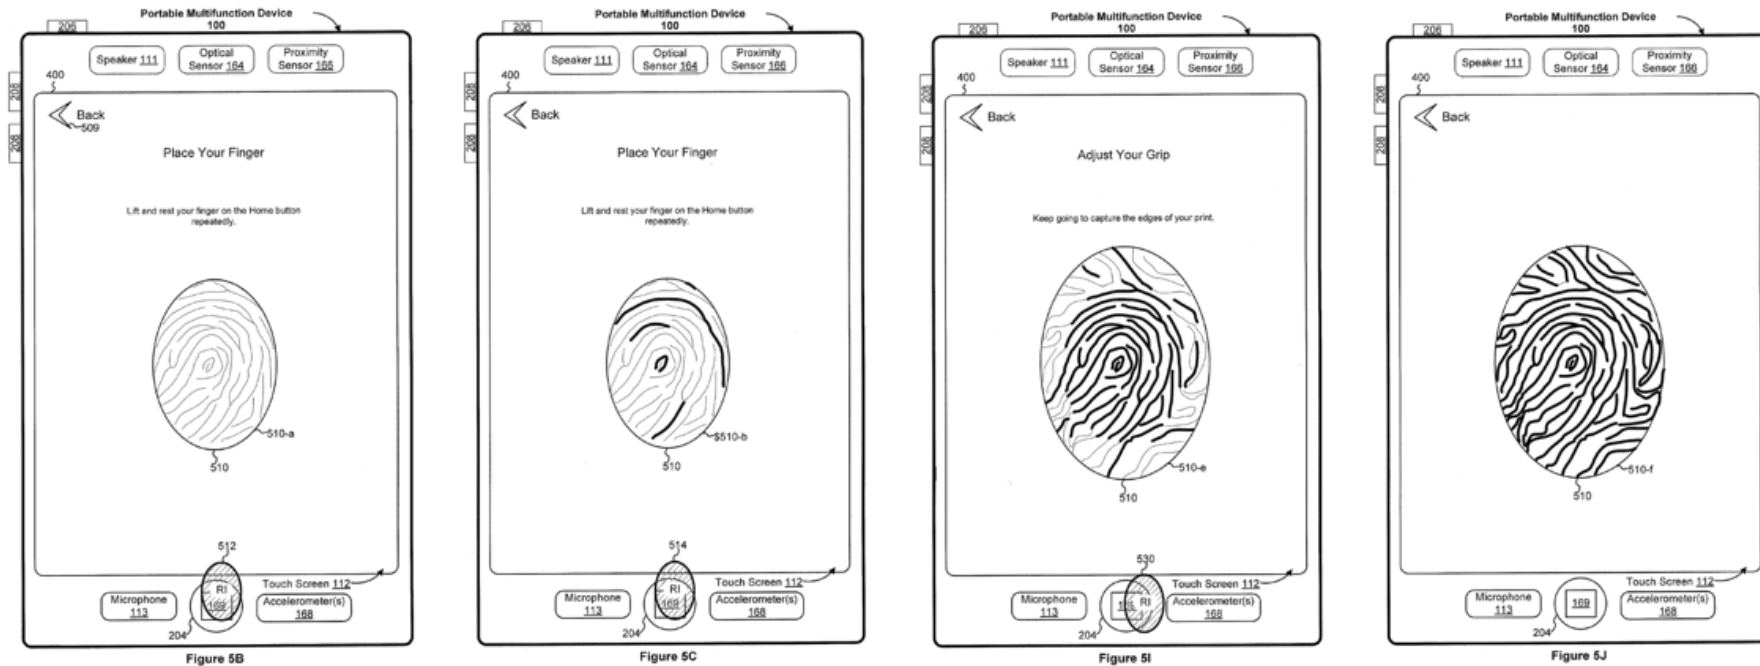 Portable Multifunction Device
100
206
Speaker 111
Optical
Sensor 164
Proximity
Sensor 166
208
208
400
Back
509
Place Your Finger
Lift and rest your finger on the Home button
repeatedly.
510-a
510
512
RI
Touch Screen 112
Microphone
113
169
Accelerometer(s)
168
204
Figure 5B
Portable Multifunction Device
100
206
Speaker 111
Optical
Sensor 164
Proximity
Sensor 166
208
208
400
Back
Place Your Finger
Lift and rest your finger on the Home button
repeatedly.
S510-b
510
514
RI
Touch Screen 112
Microphone
113
169
Accelerometer(s)
168
204
Figure 5C
Portable Multifunction Device
100
206
Speaker 111
Optical
Sensor 164
Proximity
Sensor 166
208
208
400
Back
Adjust Your Grip
Keep going to capture the edges of your print.
510-e
510
530
RI
Touch Screen 112
Microphone
113
Accelerometer(s)
168
204
Figure 5I
Portable Multifunction Device
100
206
Speaker 111
Optical
Sensor 164
Proximity
Sensor 166
208
208
400
Back
510-f
510
Touch Screen 112
Microphone
113
169
Accelerometer(s)
168
204
Figure 5J